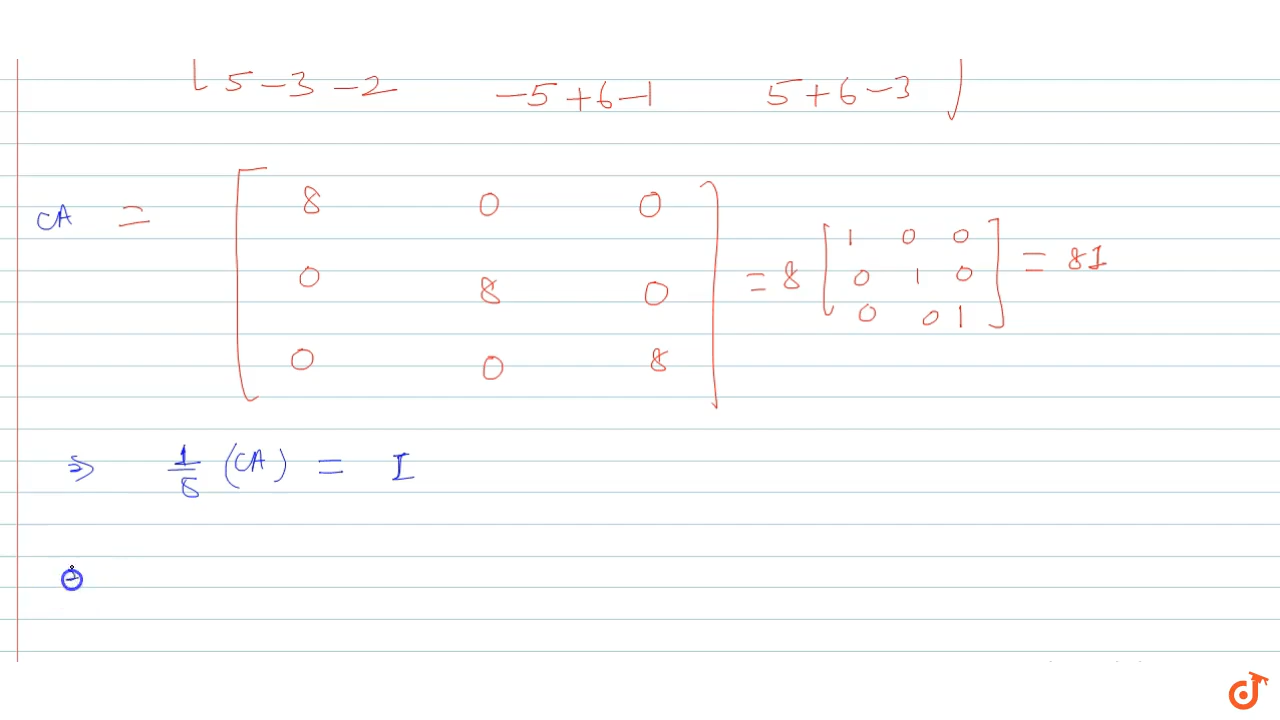 5-3-2 -5+6-1 5+6-3
CA = [ 8 0 0
0 8 0
0 0 8 ] = 8 [ 1 0 0
0 1 0
0 0 1 ] = 8I
⇒ 1/8 (CA) = I